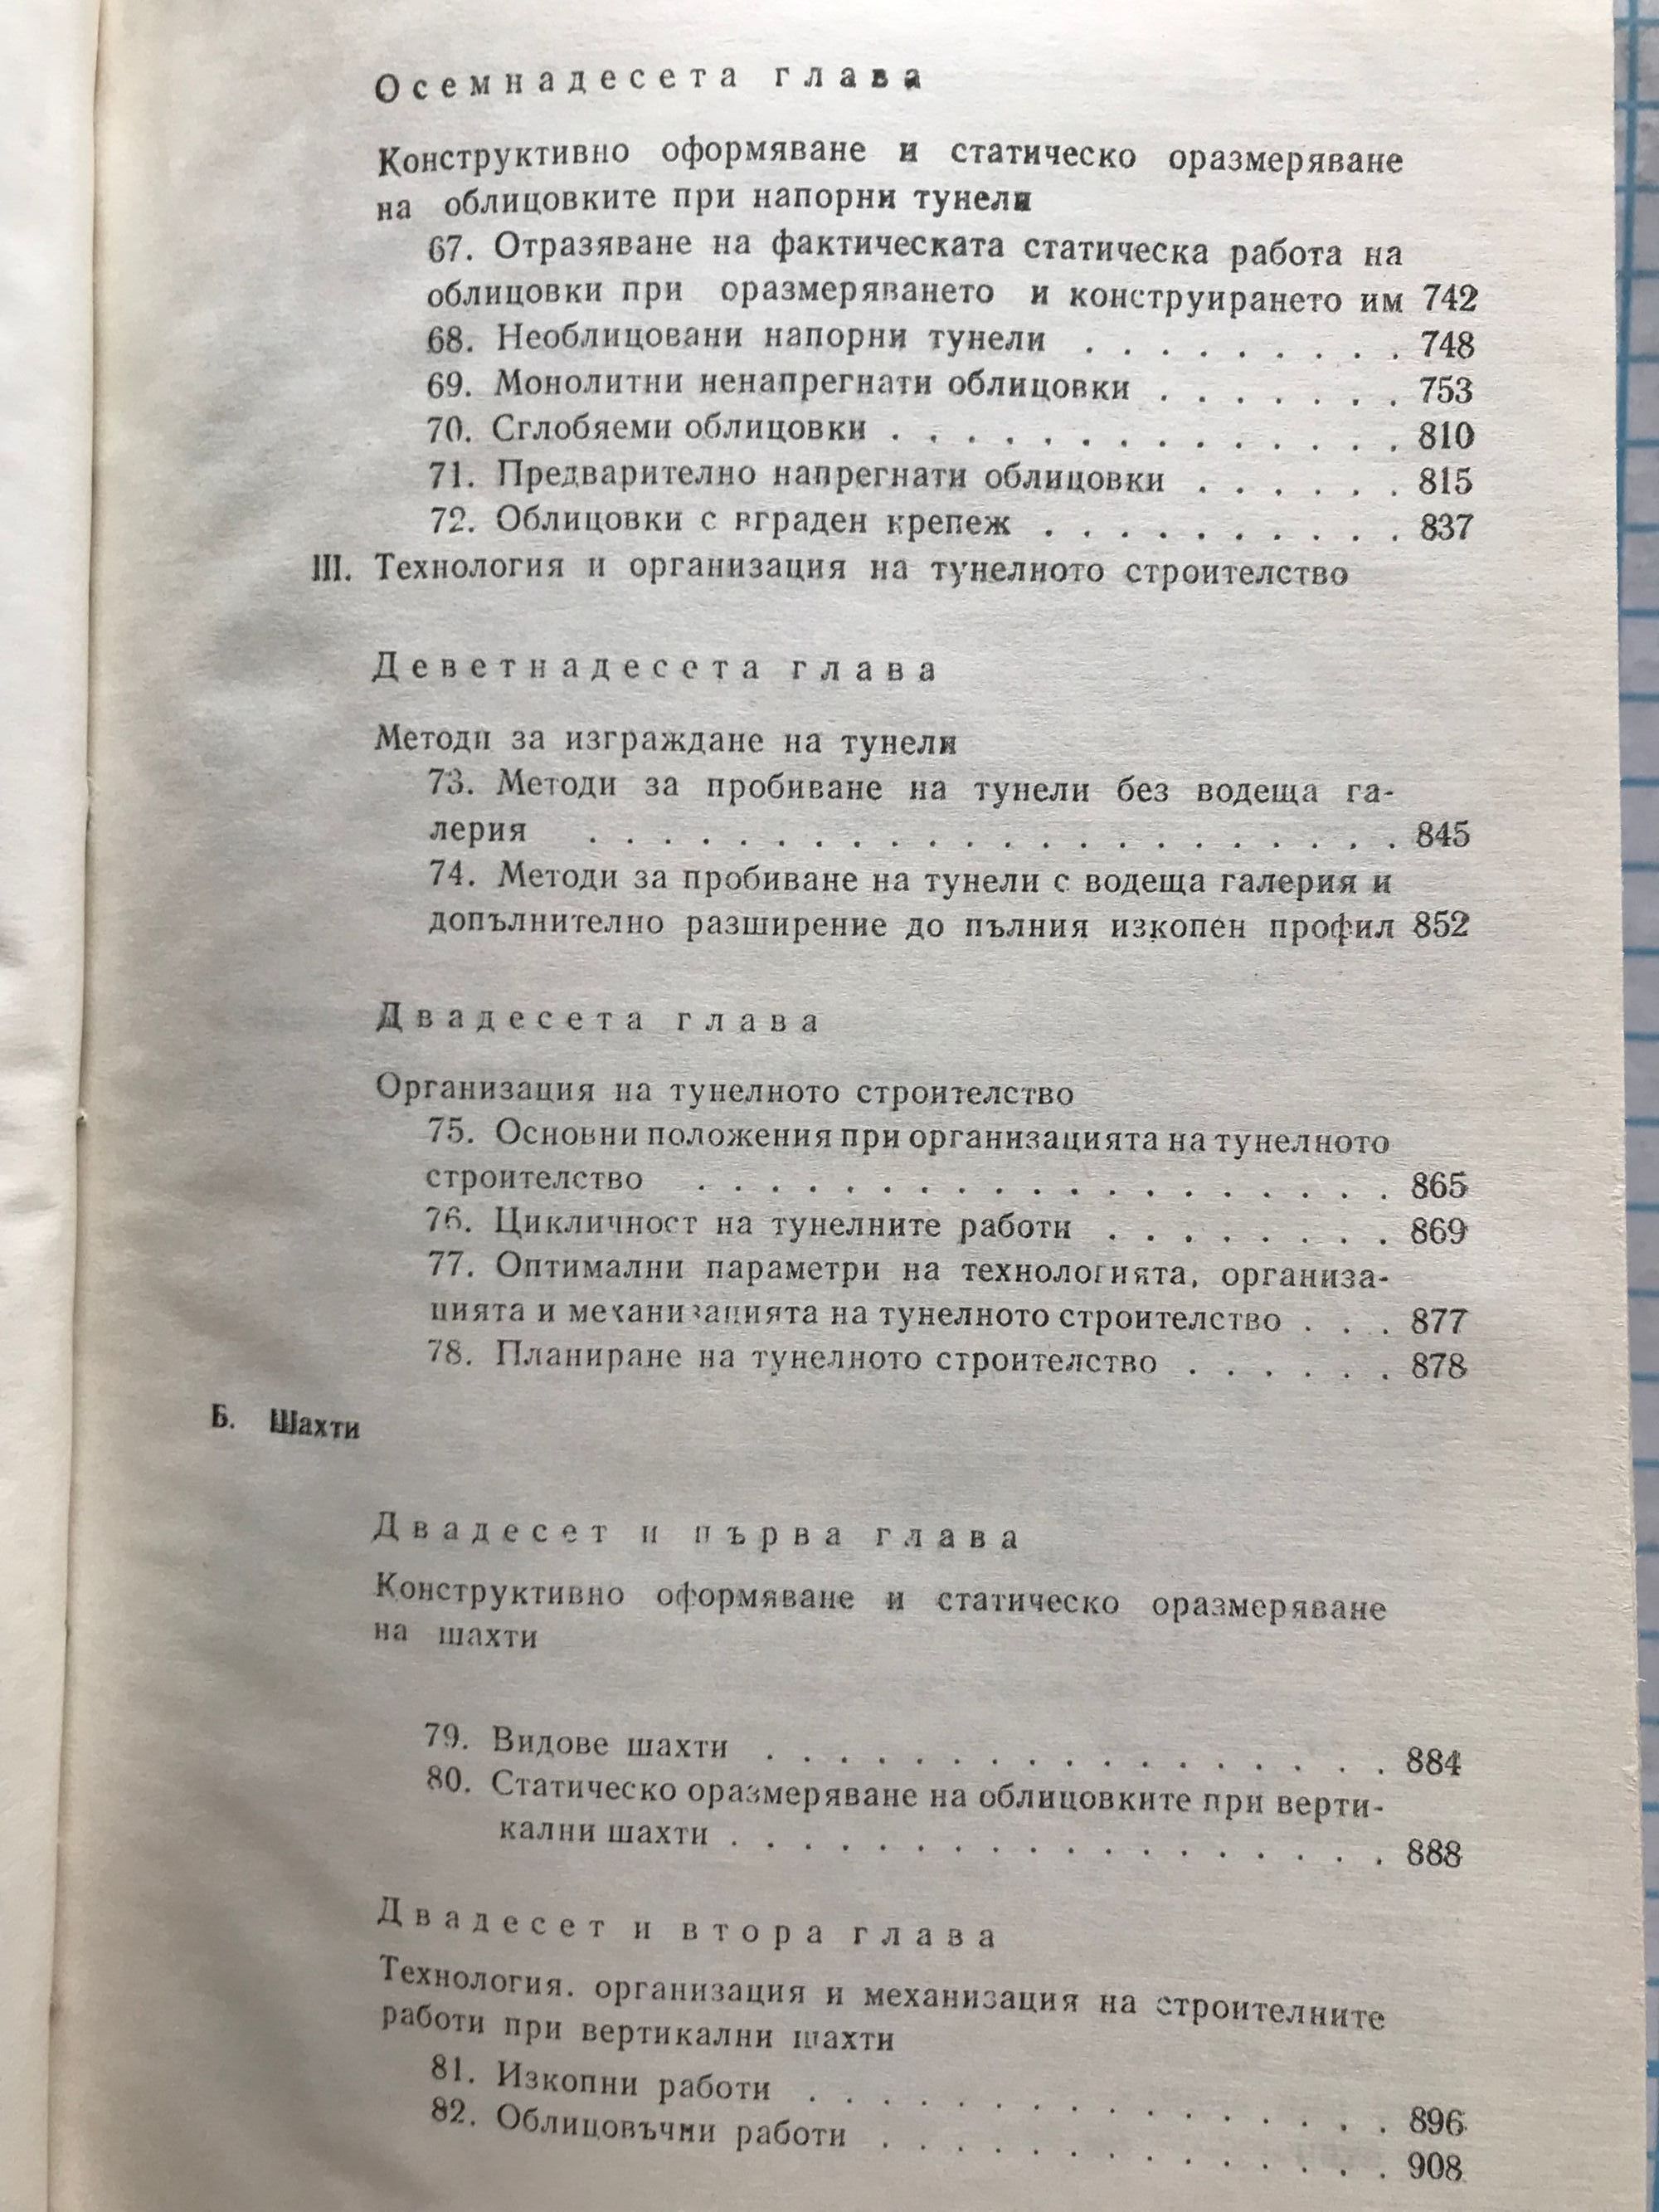 Осемнадесета глава
Конструктивно оформяване и статическо оразмеряване
на облицовките при напорни тунели
67. Отразяване на фактическата статическа работа на
облицовки при оразмеряването и конструирането им 742
68. Необлицовани напорни тунели . . . . . . . . . 748
69. Монолитни ненапрегнати облицовки . . . . . . . 753
70. Сглобяеми облицовки . . . . . . . . . . . . . . 810
71. Предварително напрегнати облицовки . . . . . . 815
72. Облицовки с вграден крепеж . . . . . . . . . . 837
III. Технология и организация на тунелното строителство
Деветнадесета глава
Методи за изграждане на тунели
73. Методи за пробиване на тунели без водеща га-
лерия . . . . . . . . . . . . . . . . . . . . . . 845
74. Методи за пробиване на тунели с водеща галерия и
допълнително разширение до пълния изкопен профил 852
Двадесета глава
Организация на тунелното строителство
75. Основни положения при организацията на тунелното
строителство . . . . . . . . . . . . . . . . . . . 865
76. Цикличност на тунелните работи . . . . . . . . 869
77. Оптимални параметри на технологията, организа-
цията и механизацията на тунелното строителство . . . 877
78. Планиране на тунелното строителство . . . . . . 878
Б. Шахти
Двадесет и първа глава
Конструктивно оформяване и статическо оразмеряване
на шахти
79. Видове шахти . . . . . . . . . . . . . . . . . 884
80. Статическо оразмеряване на облицовките при верти-
кални шахти . . . . . . . . . . . . . . . . . . 888
Двадесет и втора глава
Технология. организация и механизация на строителните
работи при вертикални шахти
81. Изкопни работи . . . . . . . . . . . . . . . . 896
82. Облицовъчни работи . . . . . . . . . . . . . . 908